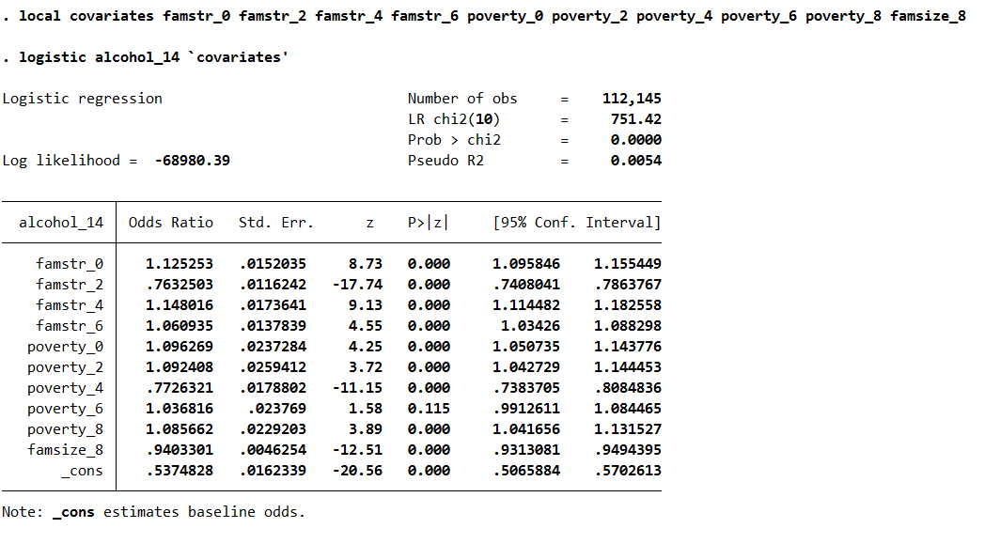 . local covariates famstr_0 famstr_2 famstr_4 famstr_6 poverty_0 poverty_2 poverty_4 poverty_6 poverty_8 famsize_8
. logistic alcohol_14 `covariates'
Logistic regression Number of obs = 112,145
LR chi2(10) = 751.42
Prob > chi2 = 0.0000
Log likelihood = -68980.39 Pseudo R2 = 0.0054
alcohol_14 Odds Ratio Std. Err. z P>|z| [95% Conf. Interval]
famstr_0 1.125253 .0152035 8.73 0.000 1.095846 1.155449
famstr_2 .7632503 .0116242 -17.74 0.000 .7408041 .7863767
famstr_4 1.148016 .0173641 9.13 0.000 1.114482 1.182558
famstr_6 1.060935 .0137839 4.55 0.000 1.03426 1.088298
poverty_0 1.096269 .0237284 4.25 0.000 1.050735 1.143776
poverty_2 1.092408 .0259412 3.72 0.000 1.042729 1.144453
poverty_4 .7726321 .0178802 -11.15 0.000 .7383705 .8084836
poverty_6 1.036816 .023769 1.58 0.115 .9912611 1.084465
poverty_8 1.085662 .0229203 3.89 0.000 1.041656 1.131527
famsize_8 .9403301 .0046254 -12.51 0.000 .9313081 .9494395
_cons .5374828 .0162339 -20.56 0.000 .5065884 .5702613
Note: _cons estimates baseline odds.